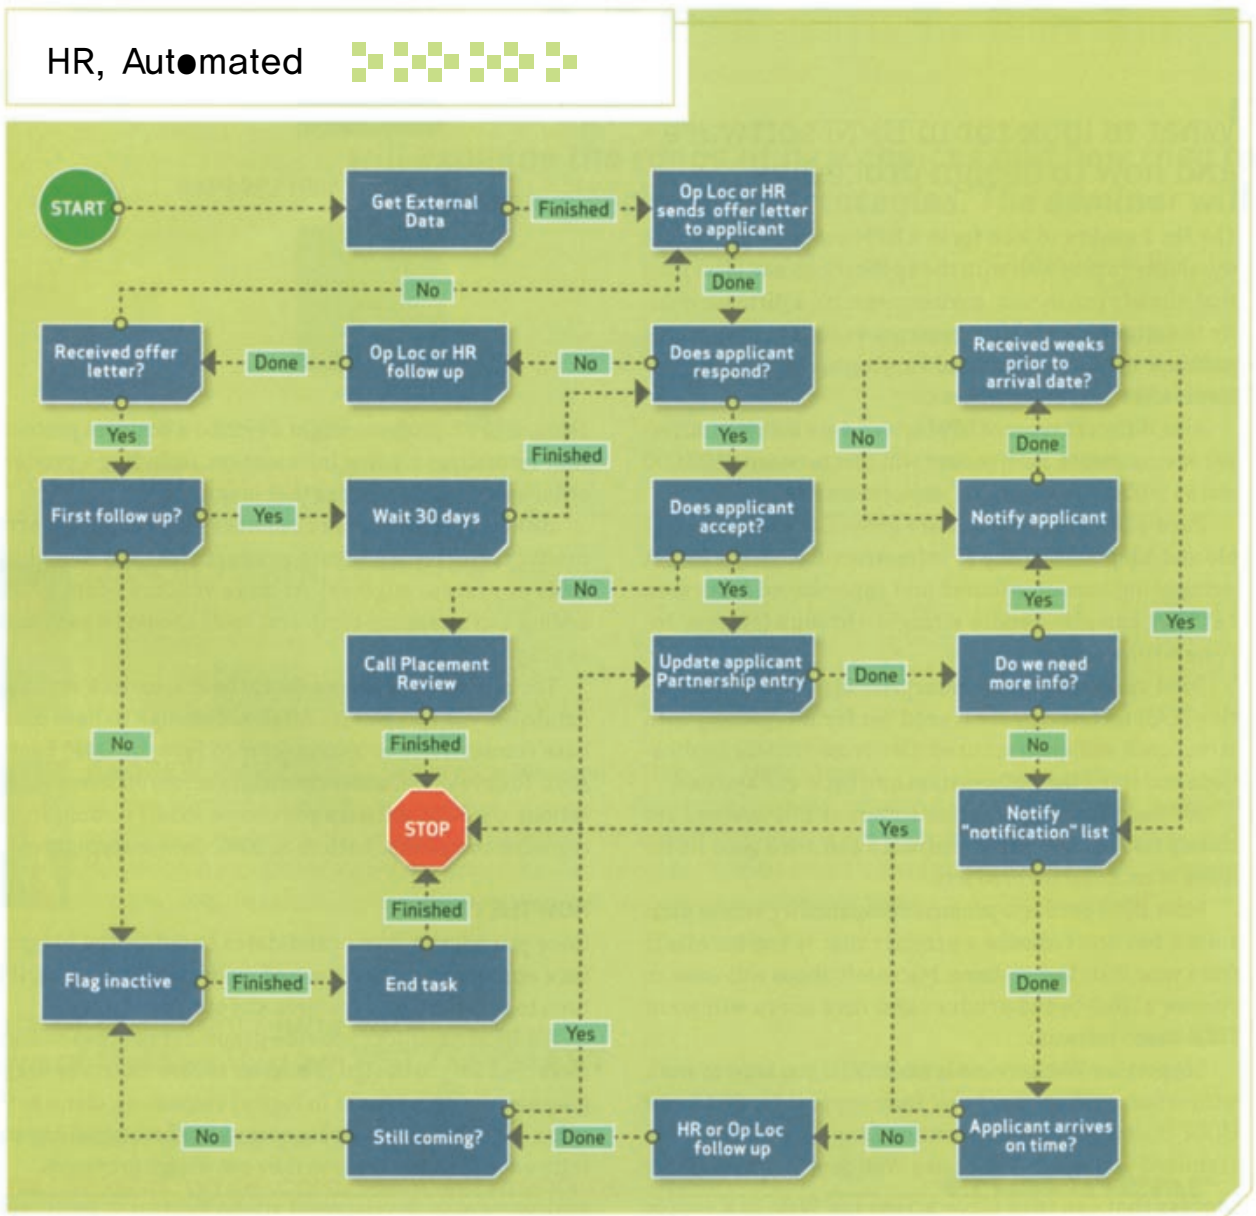 HR, Automated
START
Get External
Data
Finished
Op Loc or HR
sends offer letter
to applicant
No
Done
Received offer
letter?
Done
Op Loc or HR
follow up
No
Does applicant
respond?
Received weeks
prior to
arrival date?
Yes
Finished
Yes
No
Done
First follow up?
Yes
Wait 30 days
Does applicant
accept?
Notify applicant
No
Yes
Yes
Yes
Call Placement
Review
Update applicant
Partnership entry
Done
Do we need
more info?
No
Finished
No
STOP
Yes
Notify
"notification" list
Finished
Flag inactive
Finished
End task
Done
Yes
No
Still coming?
Done
HR or Op Loc
follow up
No
Applicant arrives
on time?